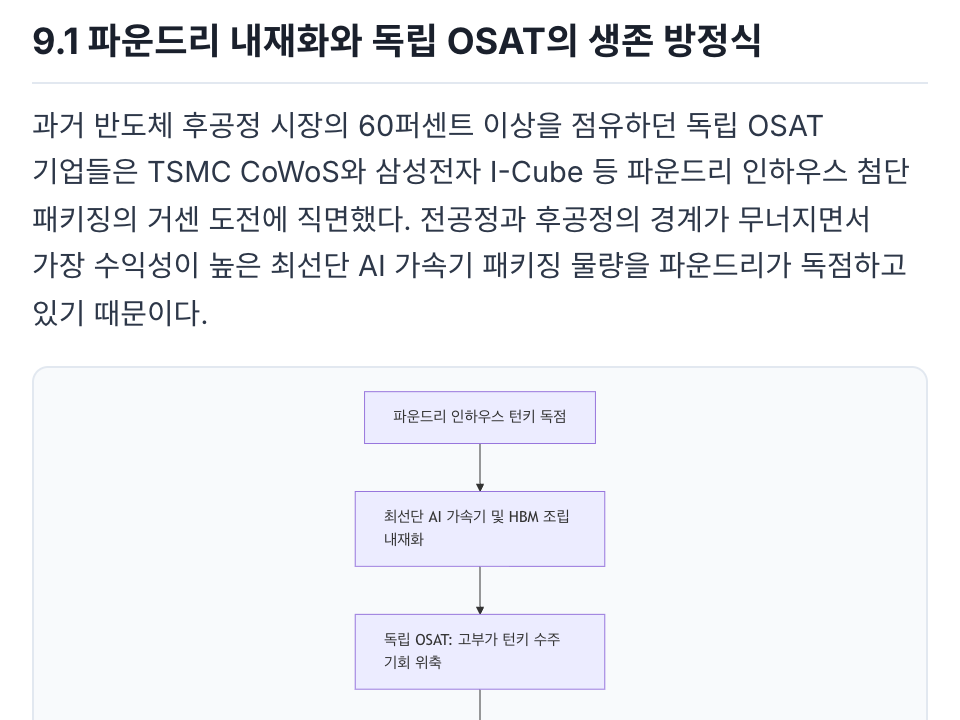 9.1 파운드리 내재화와 독립 OSAT의 생존 방정식
과거 반도체 후공정 시장의 60퍼센트 이상을 점유하던 독립 OSAT
기업들은 TSMC CoWoS와 삼성전자 I-Cube 등 파운드리 인하우스 첨단
패키징의 거센 도전에 직면했다. 전공정과 후공정의 경계가 무너지면서
가장 수익성이 높은 최선단 AI 가속기 패키징 물량을 파운드리가 독점하고
있기 때문이다.
파운드리 인하우스 턴키 독점
최선단 AI 가속기 및 HBM 조립
내재화
독립 OSAT: 고부가 턴키 수주
기회 위축